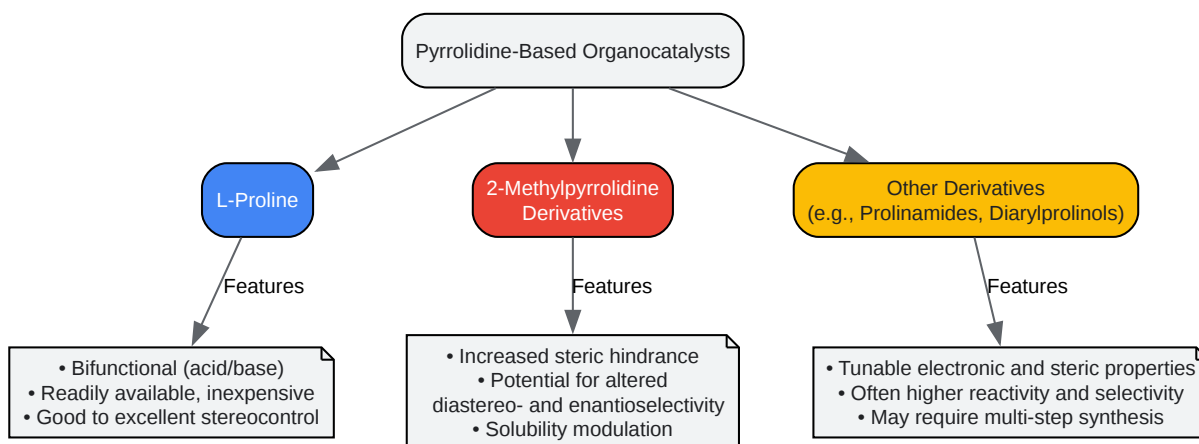 Pyrrolidine-Based Organocatalysts
L-Proline
2-Methylpyrrolidine
Derivatives
Other Derivatives
(e.g., Prolinamides, Diarylprolinols)
Features
Features
Features
• Bifunctional (acid/base)
• Readily available, inexpensive
• Good to excellent stereocontrol
• Increased steric hindrance
• Potential for altered
diastereo- and enantioselectivity
• Solubility modulation
• Tunable electronic and steric properties
• Often higher reactivity and selectivity
• May require multi-step synthesis